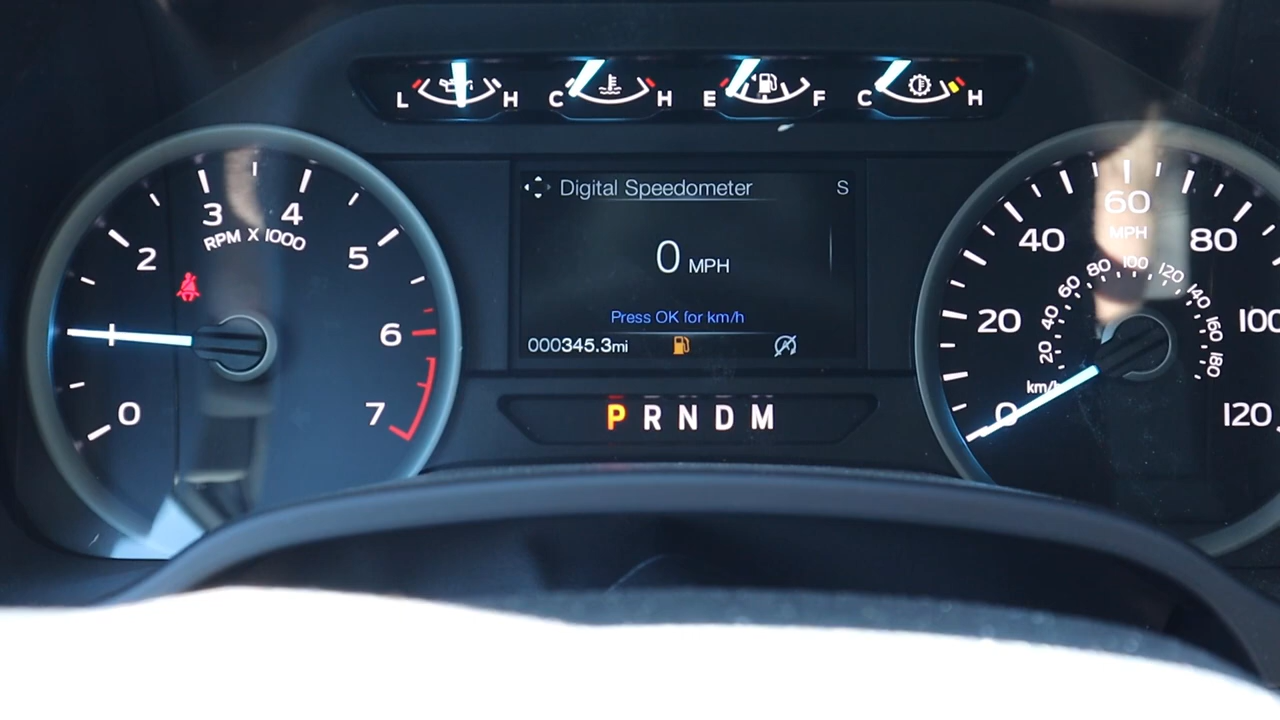 L H C H E F C H
3 4
RPM X 1000
2 5
6
0 7
Digital Speedometer S
0 MPH
Press OK for km/h
000345.3mi
P R N D M
60
MPH
40 80
20 100
0 120
20 40 60 80 100 120 140 160 180
km/h